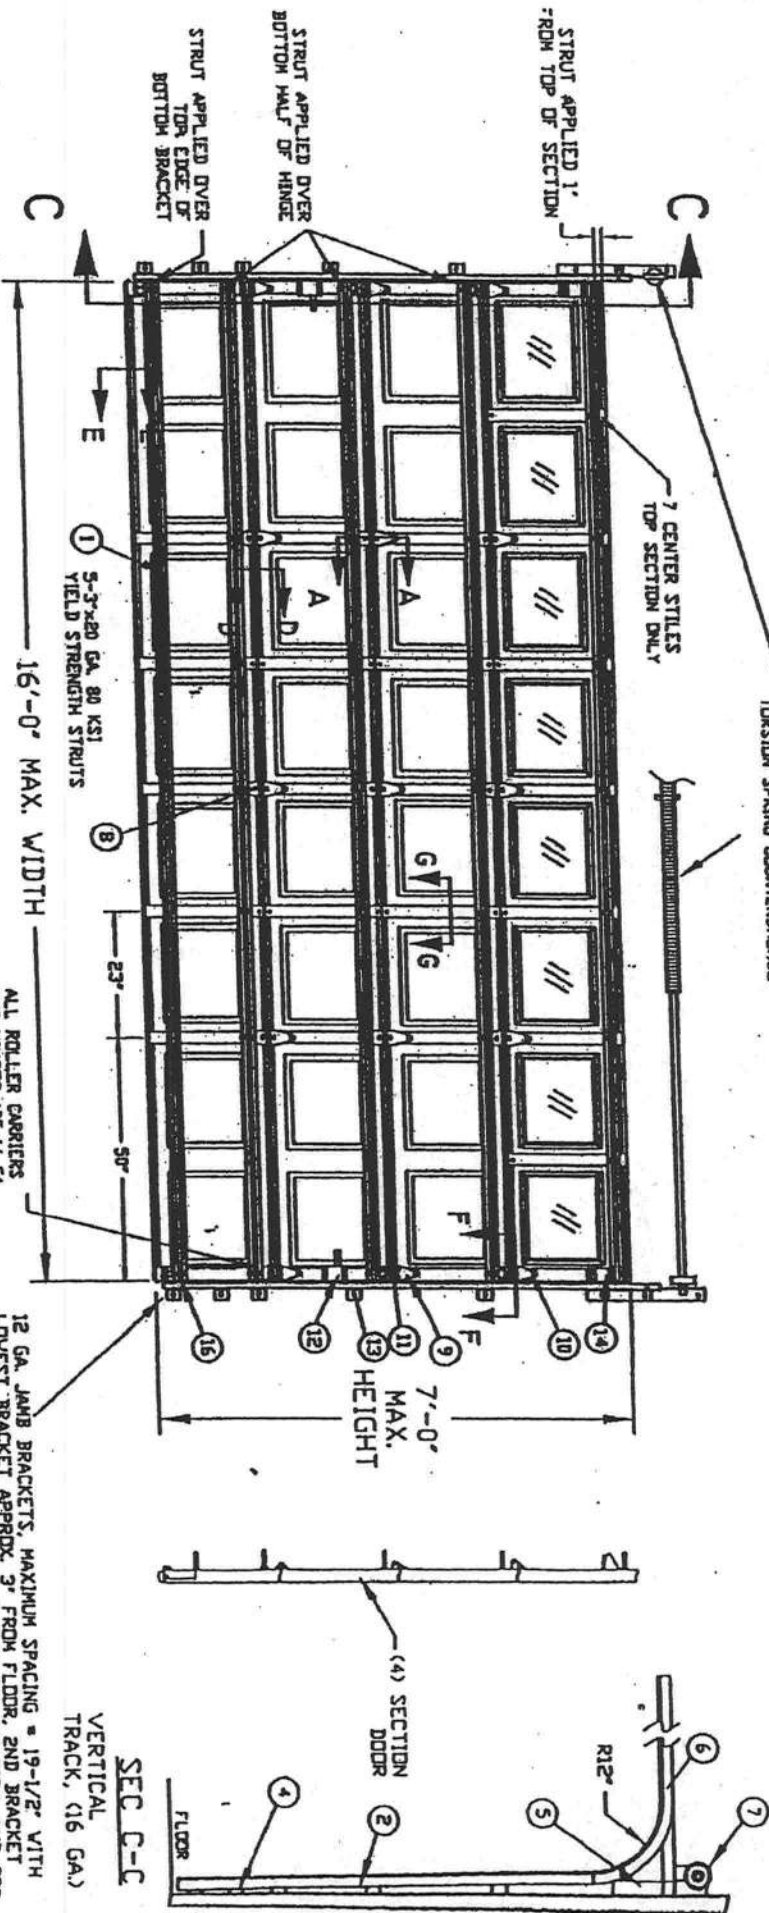 C
C
STRUT APPLIED 1"
FROM TOP OF SECTION
STRUT APPLIED OVER
BOTTOM HALF OF HINGE
STRUT APPLIED OVER
TOP EDGE OF
BOTTOM BRACKET
7 CENTER STILES
TOP SECTION ONLY
TORSION SPRING
A
A
D
E
G
G
F
F
1
5-3"x20 GA. 80 KSI
YIELD STRENGTH STRUTS
8
23"
50"
16'-0" MAX. WIDTH
ALL ROLLER CARRIERS
14
10
9
11
13
12
16
7'-0"
MAX.
HEIGHT
12 GA. JAMB BRACKETS, MAXIMUM SPACING = 19-1/2" WITH
LOWEST BRACKET APPROX. 3" FROM FLOOR, 2ND BRACKET
(4) SECTION
DOOR
7
6
R12"
5
2
4
FLOOR
SEC C-C
VERTICAL
TRACK, (16 GA.)